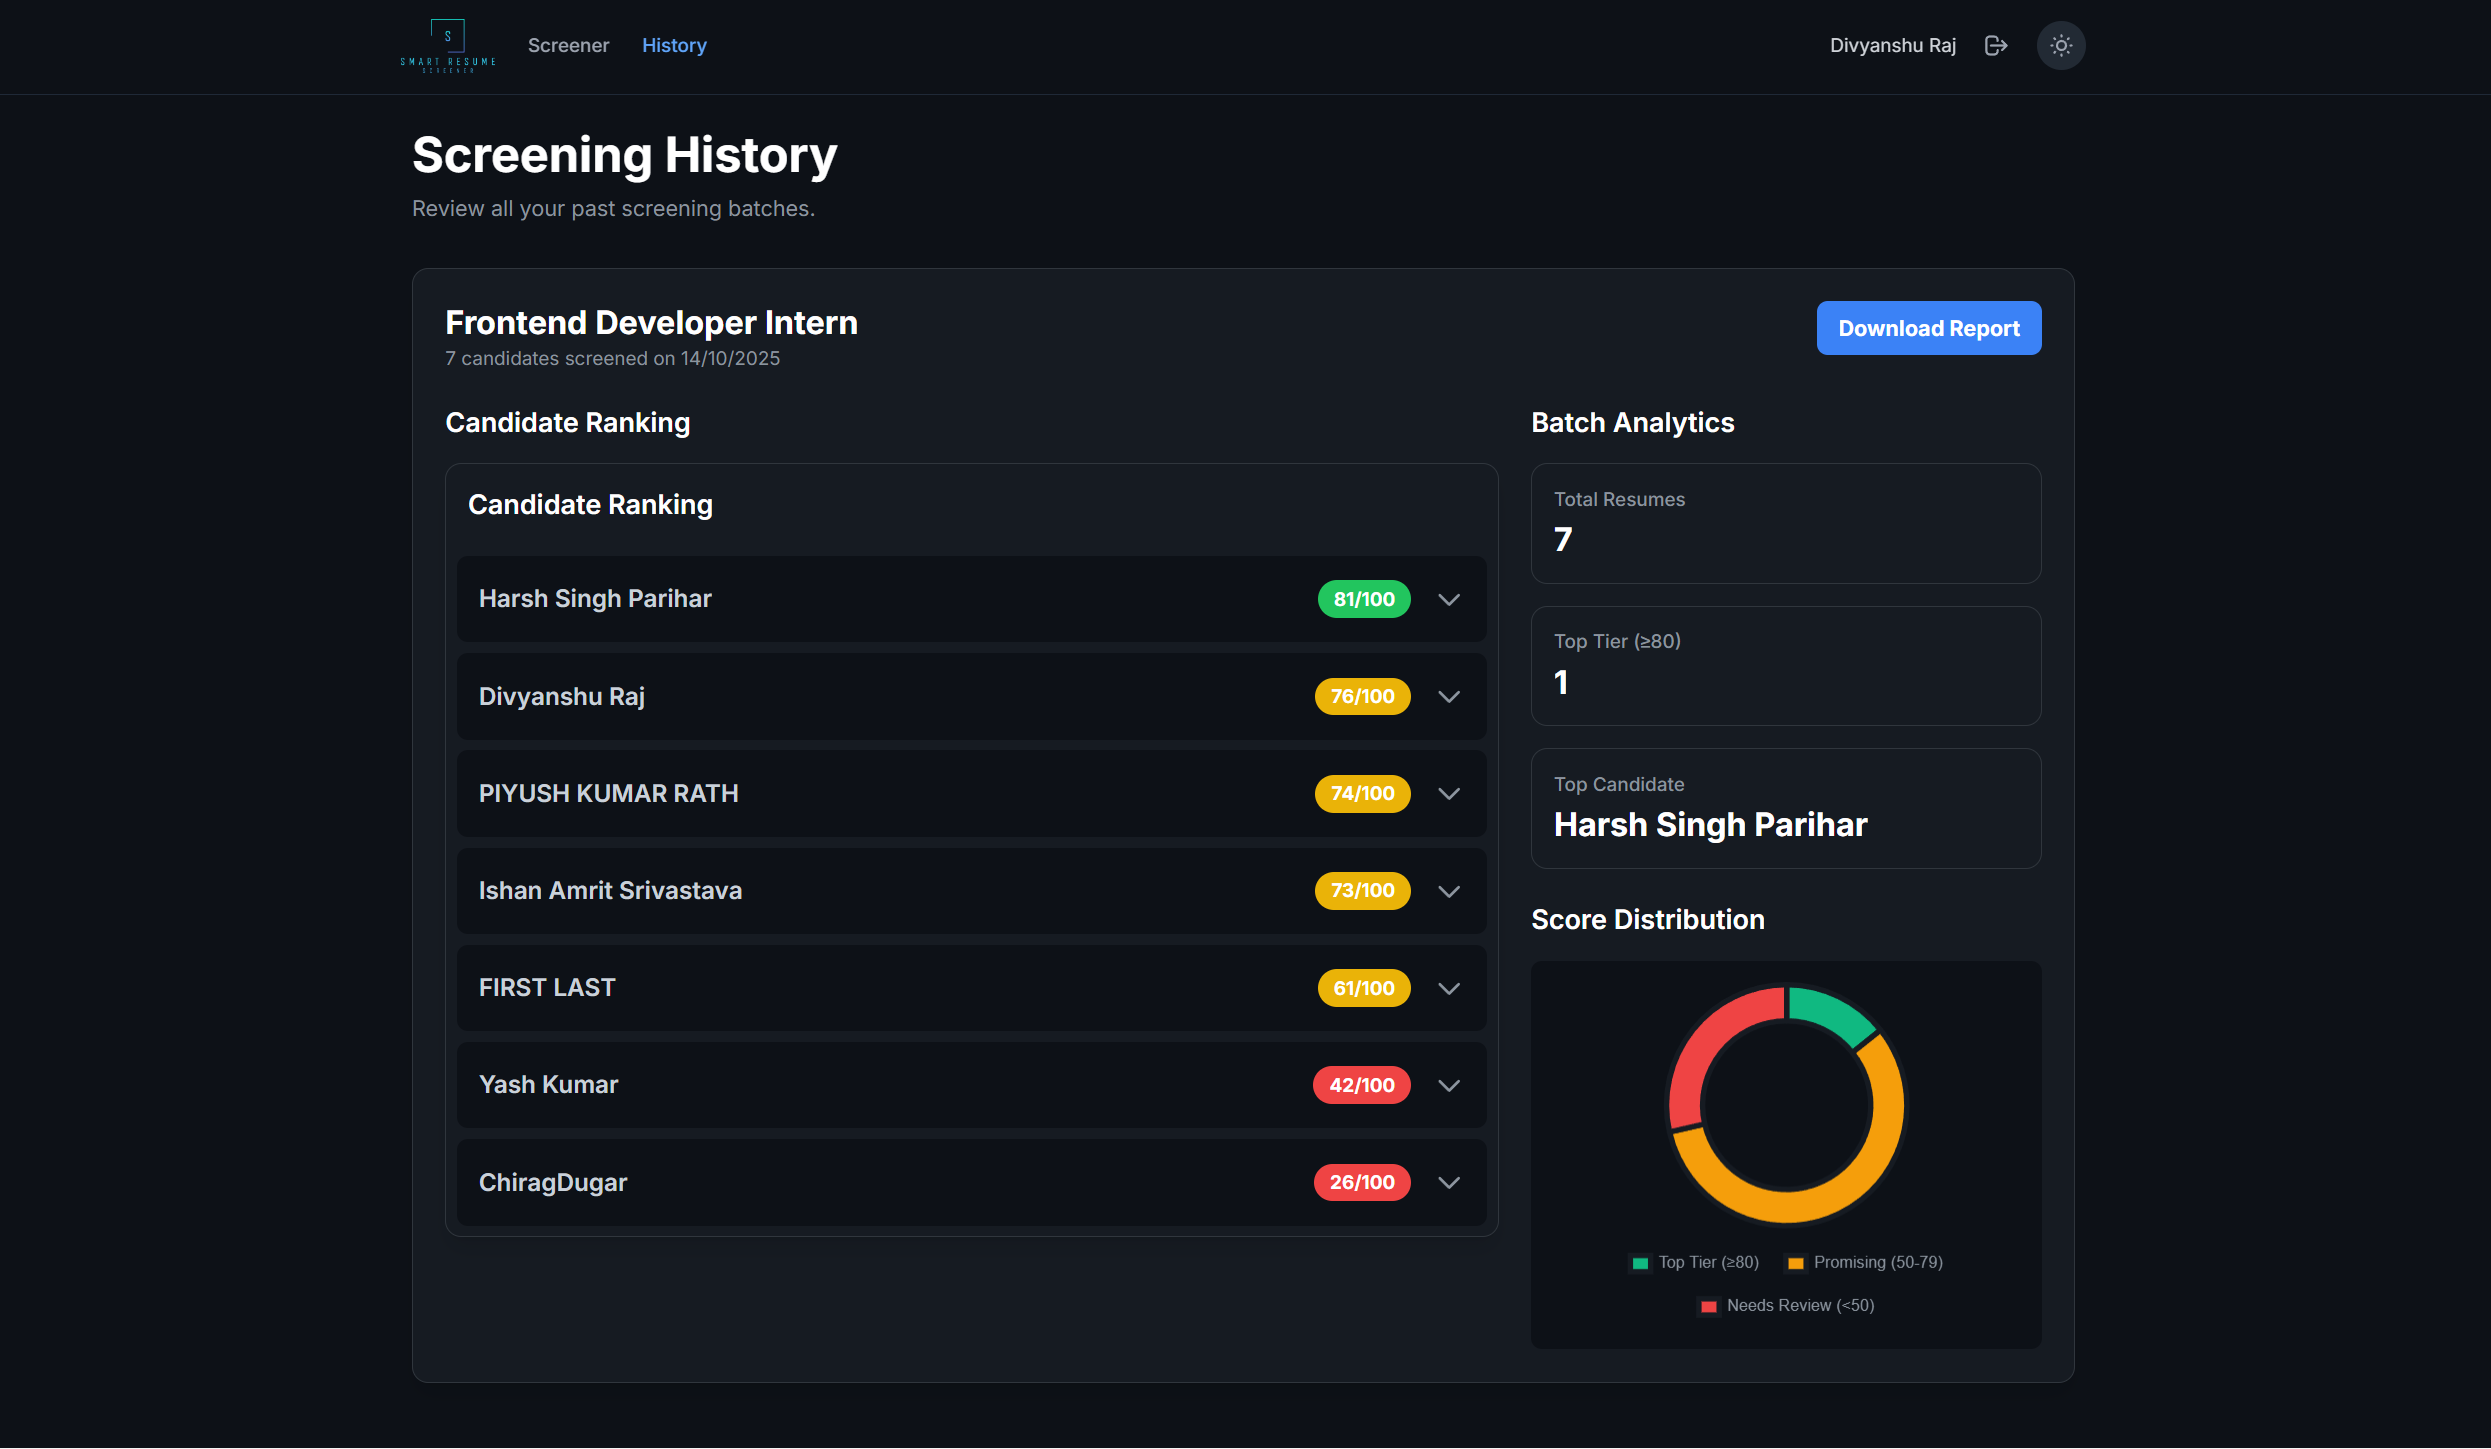 S
SMART RESUME
SCREENER
Screener
History
Divyanshu Raj
Screening History
Review all your past screening batches.
Frontend Developer Intern
7 candidates screened on 14/10/2025
Download Report
Candidate Ranking
Candidate Ranking
Harsh Singh Parihar
81/100
Divyanshu Raj
76/100
PIYUSH KUMAR RATH
74/100
Ishan Amrit Srivastava
73/100
FIRST LAST
61/100
Yash Kumar
42/100
ChiragDugar
26/100
Batch Analytics
Total Resumes
7
Top Tier (≥80)
1
Top Candidate
Harsh Singh Parihar
Score Distribution
Top Tier (≥80)
Promising (50-79)
Needs Review (<50)